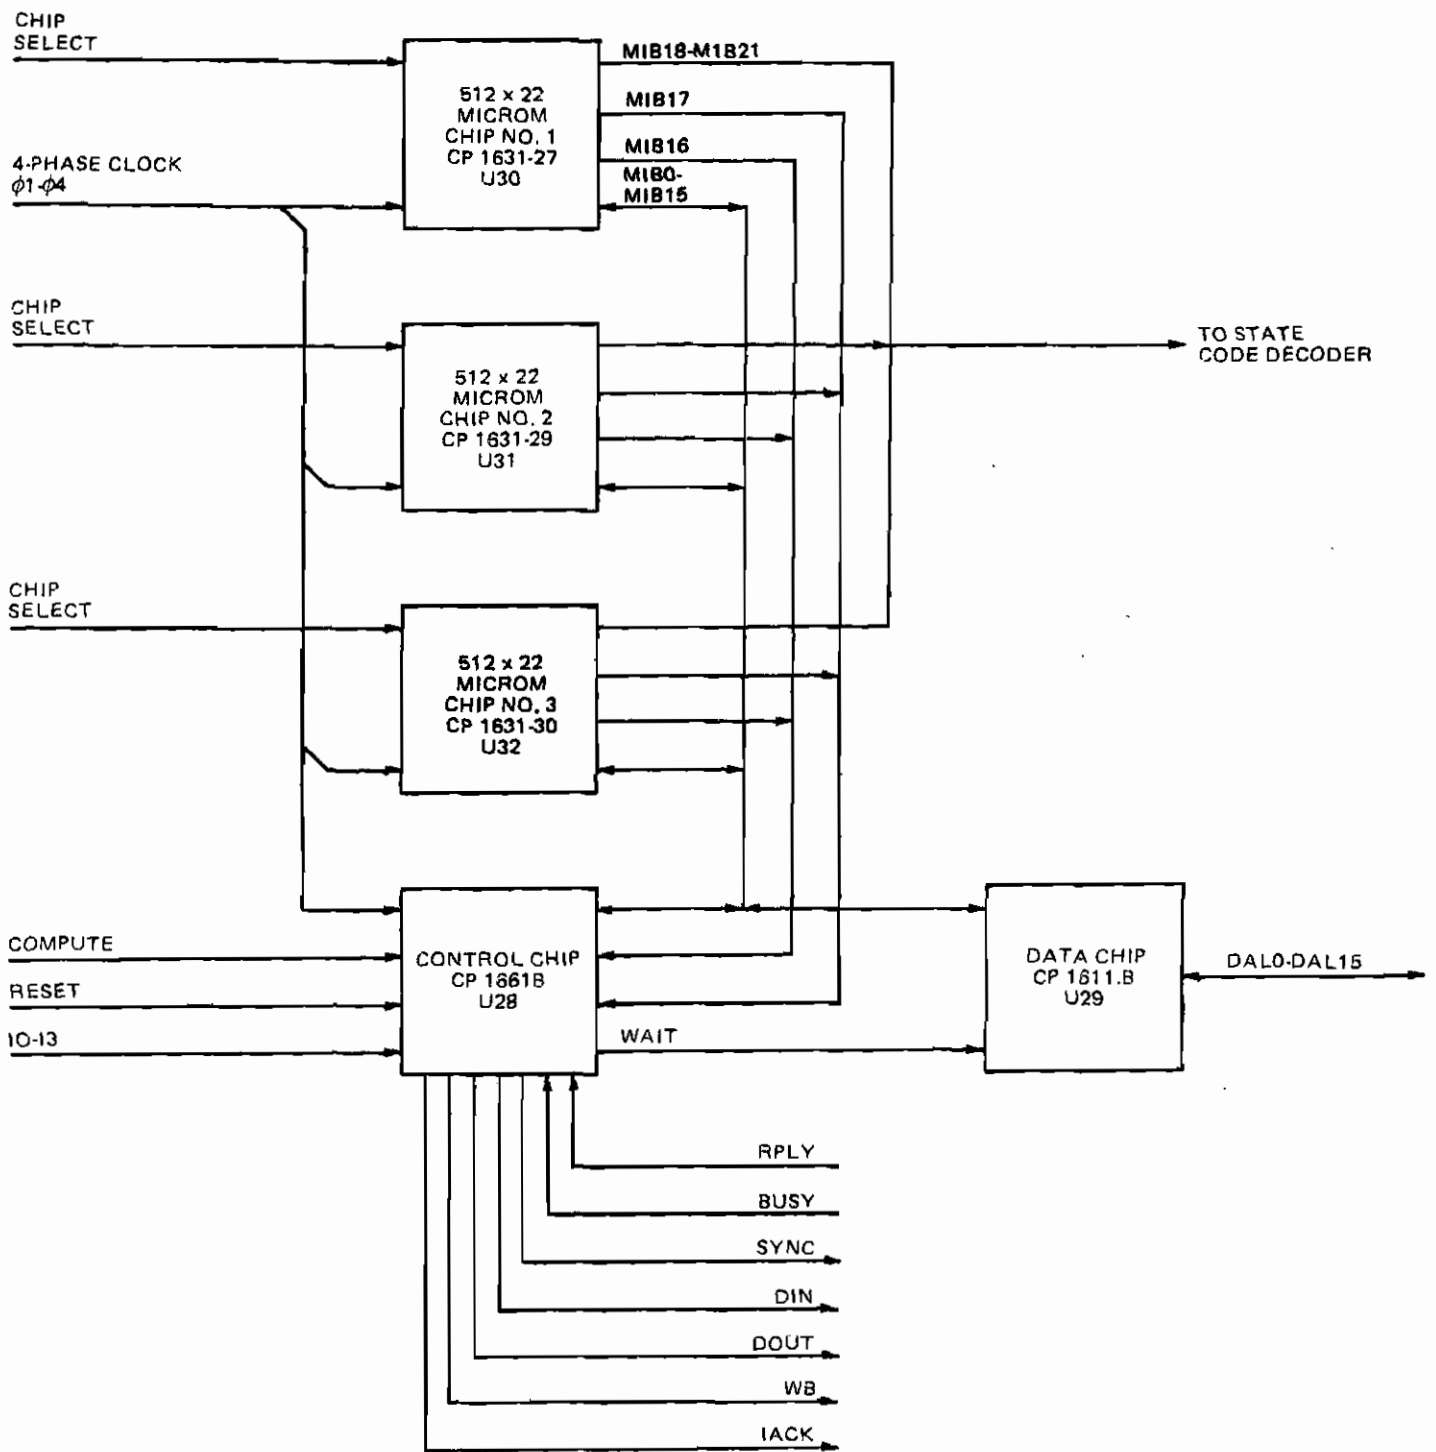 CHIP
SELECT
MIB18-M1B21
512 x 22
MICROM
CHIP NO. 1
CP 1631-27
U30
MIB17
MIB16
MIB0-
MIB15
4-PHASE CLOCK
ϕ1-ϕ4
CHIP
SELECT
512 x 22
MICROM
CHIP NO. 2
CP 1631-29
U31
TO STATE
CODE DECODER
CHIP
SELECT
512 x 22
MICROM
CHIP NO. 3
CP 1631-30
U32
COMPUTE
RESET
IO-I3
CONTROL CHIP
CP 1661B
U28
WAIT
DATA CHIP
CP 1611.B
U29
DAL0-DAL15
RPLY
BUSY
SYNC
DIN
DOUT
WB
IACK